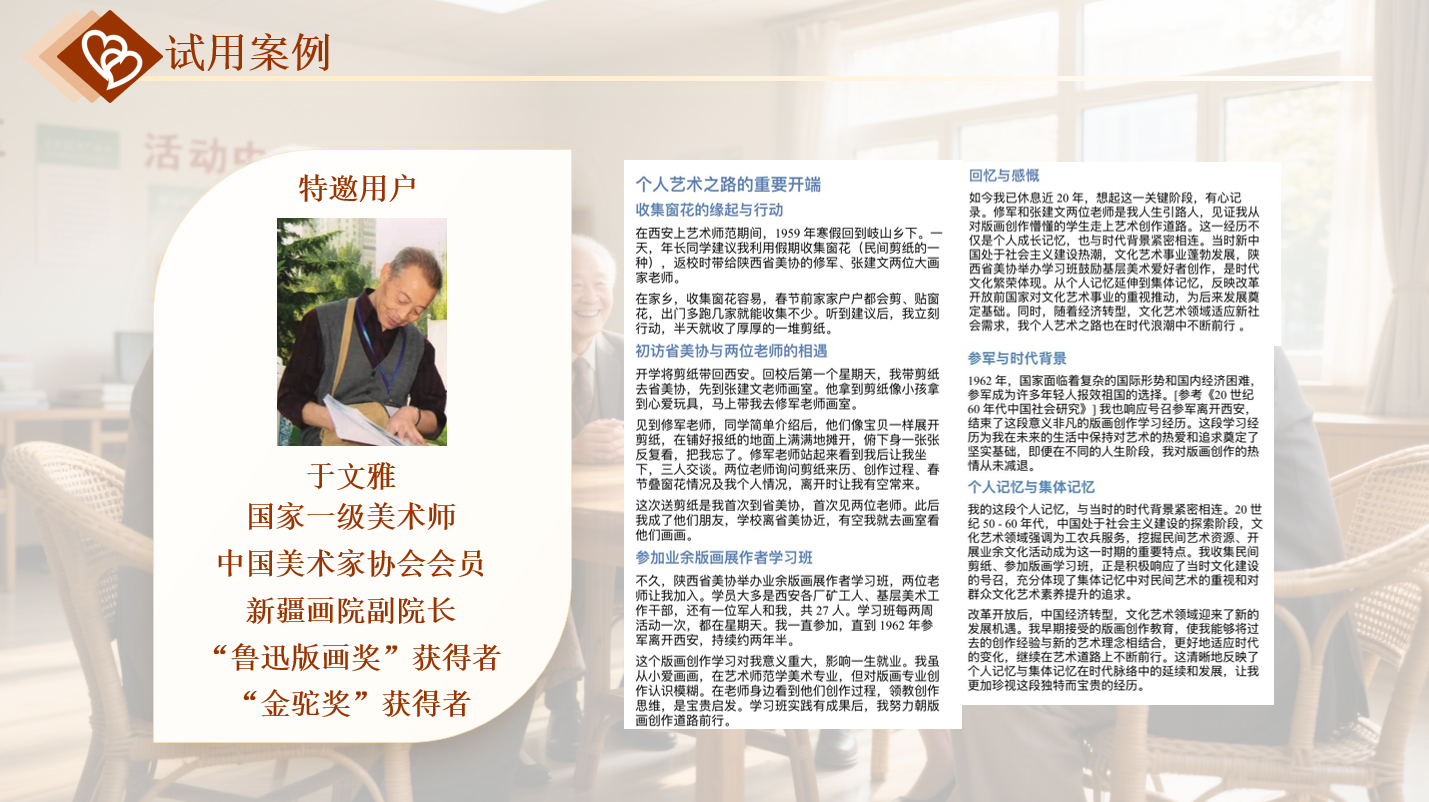 试用案例
活动中
特邀用户
于文雅
国家一级美术师
中国美术家协会会员
新疆画院副院长
“鲁迅版画奖”获得者
“金驼奖”获得者
个人艺术之路的重要开端
收集窗花的缘起与行动
在西安上艺术师范期间，1959 年寒假回到岐山乡下。一
天，年长同学建议我利用假期收集窗花（民间剪纸的一
种），返校时带给陕西省美协的修军、张建文两位大画
家老师。
在家乡，收集窗花容易，春节前家家户户都会剪、贴窗
花，出门多跑几家就能收集不少。听到建议后，我立刻
行动，半天就收了厚厚的一堆剪纸。
初访省美协与两位老师的相遇
开学将剪纸带回西安。回校后第一个星期天，我带剪纸
去省美协，先到张建文老师画室。他拿到剪纸像小孩拿
到心爱玩具，马上带我去修军老师画室。
见到修军老师，同学简单介绍后，他们像宝贝一样展开
剪纸，在铺好报纸的地面上满满地摊开，俯下身一张张
反复看，把我忘了。修军老师站起来看到我后让我坐
下，三人交谈。两位老师询问剪纸来历、创作过程、春
节叠窗花情况及我个人情况，离开时让我有空常来。
这次送剪纸是我首次到省美协，首次见两位老师。此后
我成了他们朋友，学校离省美协近，有空我就去画室看
他们画画。
参加业余版画展作者学习班
不久，陕西省美协举办业余版画展作者学习班，两位老
师让我加入。学员大多是西安各厂矿工人、基层美术工
作干部，还有一位军人和我，共 27 人。学习班每两周
活动一次，都在星期天。我一直参加，直到 1962 年参
军离开西安，持续约两年半。
这个版画创作学习对我意义重大，影响一生就业。我虽
从小爱画画，在艺术师范学美术专业，但对版画专业创
作认识模糊。在老师身边看到他们创作过程，领教创作
思维，是宝贵启发。学习班实践有成果后，我努力朝版
画创作道路前行。
回忆与感慨
如今我已休息近 20 年，想起这一关键阶段，有心记
录。修军和张建文两位老师是我人生引路人，见证我从
对版画创作懵懂的学生走上艺术创作道路。这一经历不
仅是个人成长记忆，也与时代背景紧密相连。当时新中
国处于社会主义建设热潮，文化艺术事业蓬勃发展，陕
西省美协举办学习班鼓励基层美术爱好者创作，是时代
文化繁荣体现。从个人记忆延伸到集体记忆，反映改革
开放前国家对文化艺术事业的重视推动，为后来发展奠
定基础。同时，随着经济转型，文化艺术领域适应新社
会需求，我个人艺术之路也在时代浪潮中不断前行 。
参军与时代背景
1962 年，国家面临着复杂的国际形势和国内经济困难，
参军成为许多年轻人报效祖国的选择。[参考《20 世纪
60 年代中国社会研究》] 我也响应号召参军离开西安，
结束了这段意义非凡的版画创作学习经历。这段学习经
历为我在未来的生活中保持对艺术的热爱和追求奠定了
坚实基础，即便在不同的人生阶段，我对版画创作的热
情从未减退。
个人记忆与集体记忆
我的这段个人记忆，与当时的时代背景紧密相连。20 世
纪 50 - 60 年代，中国处于社会主义建设的探索阶段，文
化艺术领域强调为工农兵服务，挖掘民间艺术资源、开
展业余文化活动成为这一时期的重要特点。我收集民间
剪纸、参加版画学习班，正是积极响应了当时文化建设
的号召，充分体现了集体记忆中对民间艺术的重视和对
群众文化艺术素养提升的追求。
改革开放后，中国经济转型，文化艺术领域迎来了新的
发展机遇。我早期接受的版画创作教育，使我能够将过
去的创作经验与新的艺术理念相结合，更好地适应时代
的变化，继续在艺术道路上不断前行。这清晰地反映了
个人记忆与集体记忆在时代脉络中的延续和发展，让我
更加珍视这段独特而宝贵的经历。